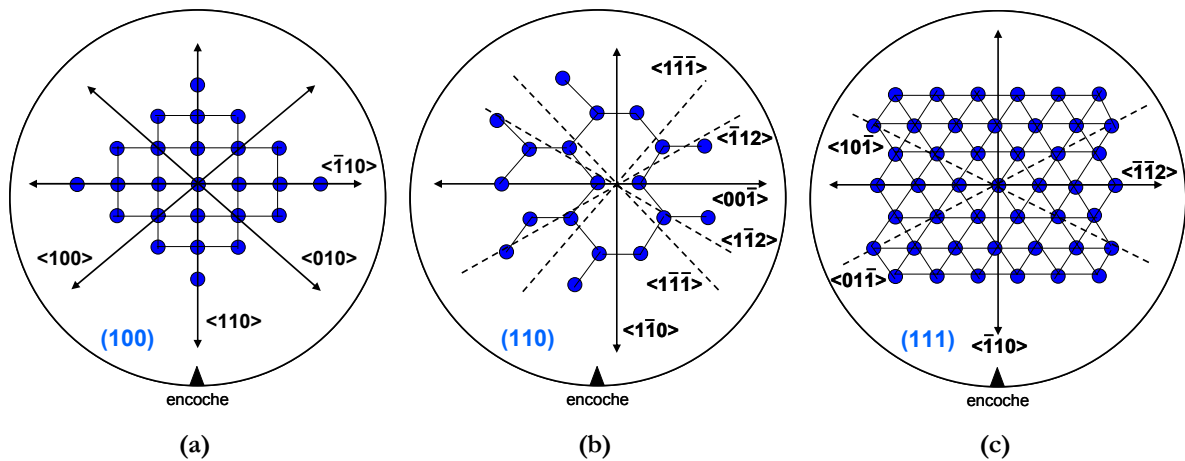 <1̄10>
<100>
<010>
<110>
(100)
encoche
(a)
<11̄1̄>
<1̄12>
<001̄>
<11̄2>
<11̄1̄>
<11̄0>
(110)
encoche
(b)
<101̄>
<1̄1̄2>
<011̄>
<1̄10>
(111)
encoche
(c)